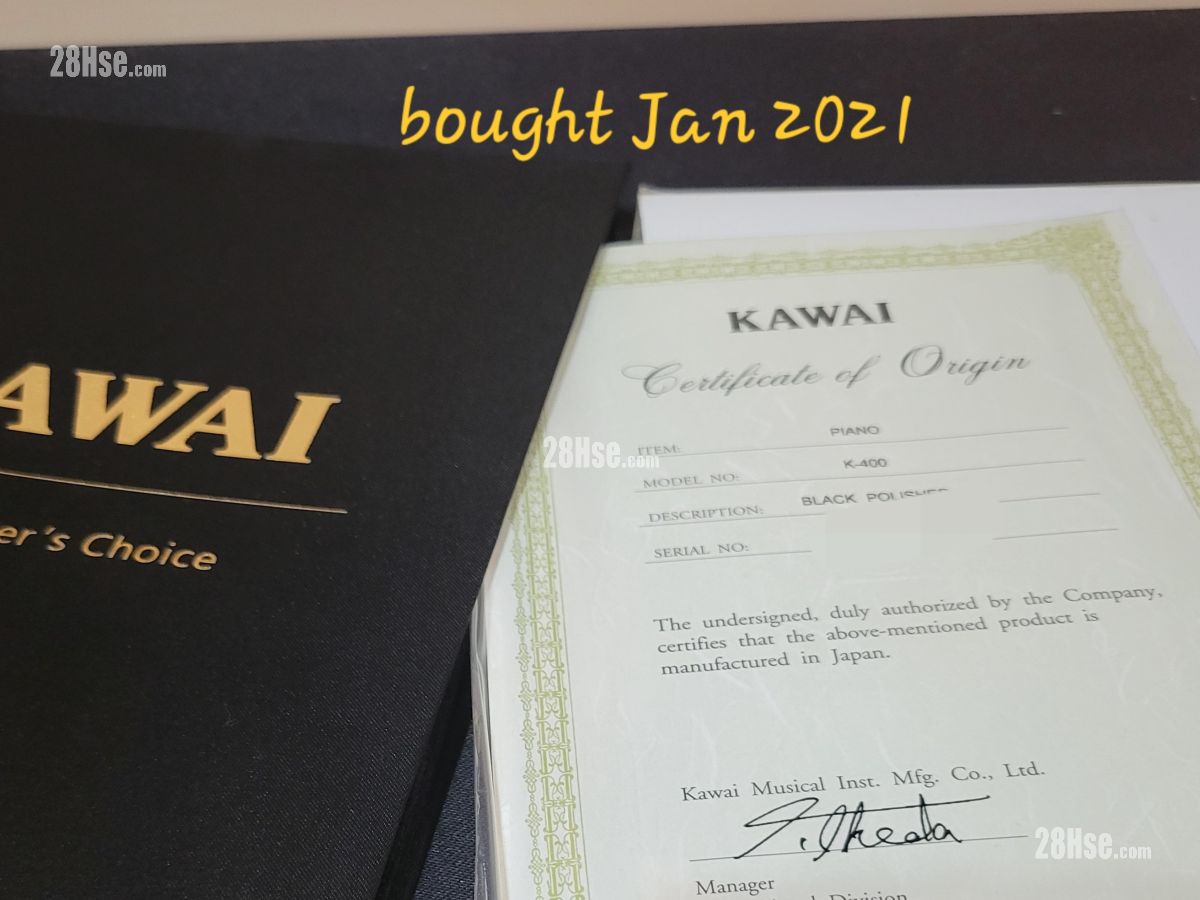 28Hse.com
bought Jan 2021
AWAI
er's Choice
KAWAI
Certificate of Origin
ITEM: PIANO
28Hse.com
MODEL NO: K-400
DESCRIPTION: BLACK POLISHED
SERIAL NO:
The undersigned, duly authorized by the Company,
certifies that the above-mentioned product is
manufactured in Japan.
Kawai Musical Inst. Mfg. Co., Ltd.
28Hse.com
Manager
Division